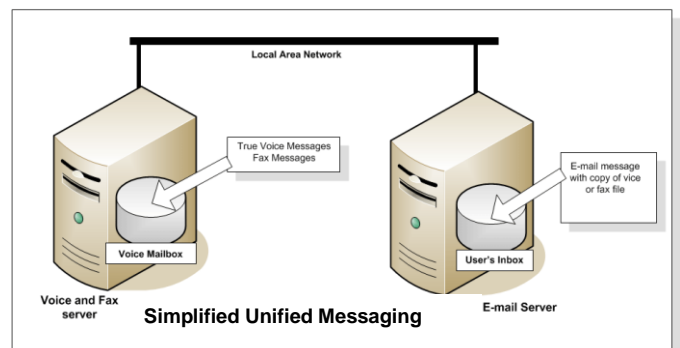 Local Area Network
True Voice Messages
Fax Messages
E-mail message
with copy of vice
or fax file
Voice Mailbox
User's Inbox
Voice and Fax
server
Simplified Unified Messaging
E-mail Server